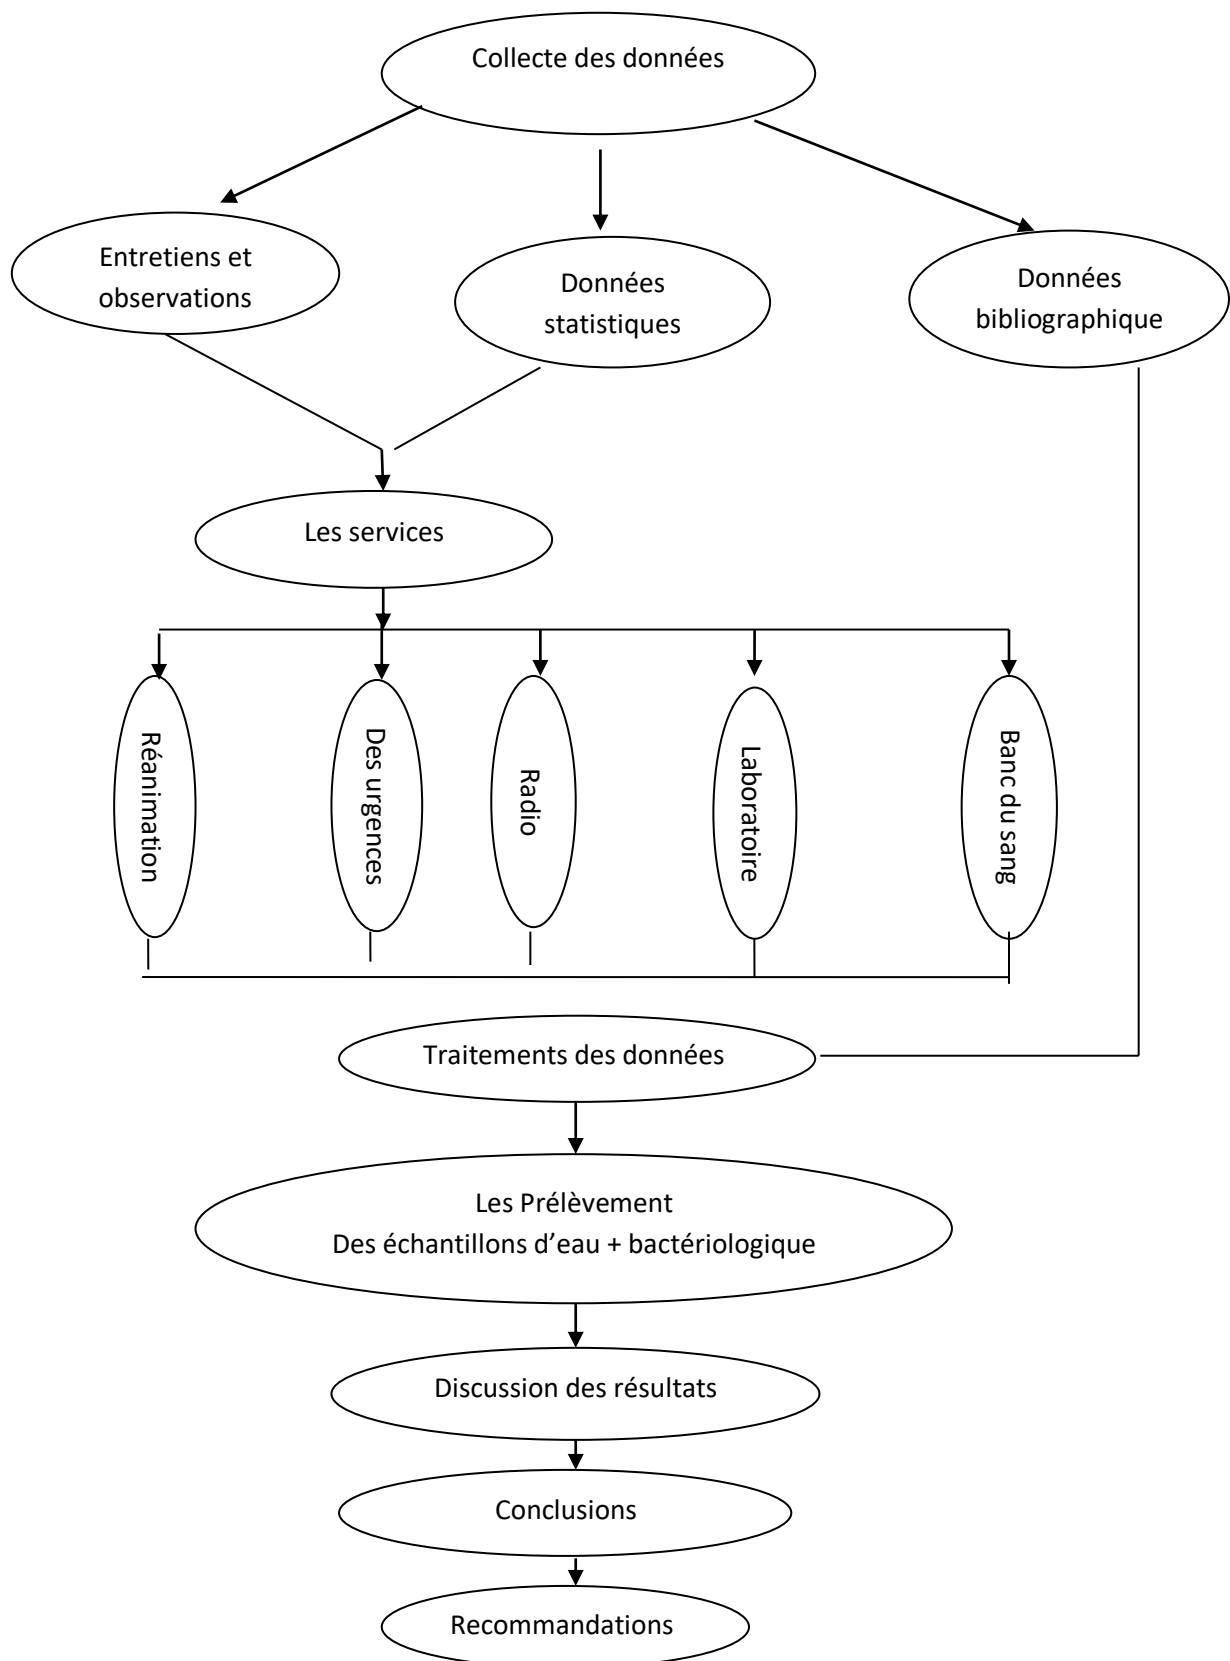 Collecte des données
Entretiens et
observations
Données
statistiques
Données
bibliographique
Les services
Réanimation
Des urgences
Radio
Laboratoire
Banc du sang
Traitements des données
Les Prélèvement
Des échantillons d’eau + bactériologique
Discussion des résultats
Conclusions
Recommandations